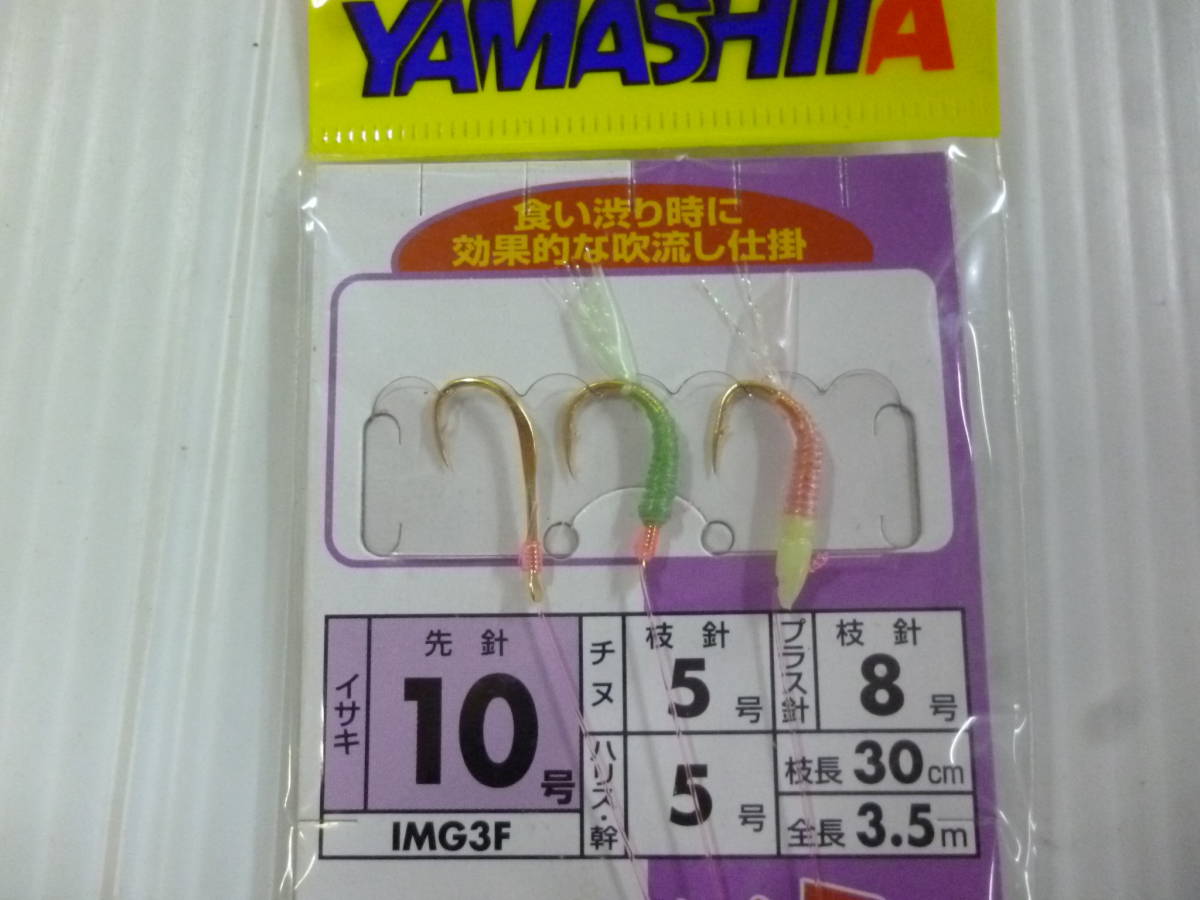 YAMASHITA
食い渋り時に
効果的な吹流し仕掛
イサキ
先針
10号
IMG3F
チヌ
枝針
5号
プラス針
枝針
8号
ハリス・幹
5号
枝長 30cm
全長 3.5m